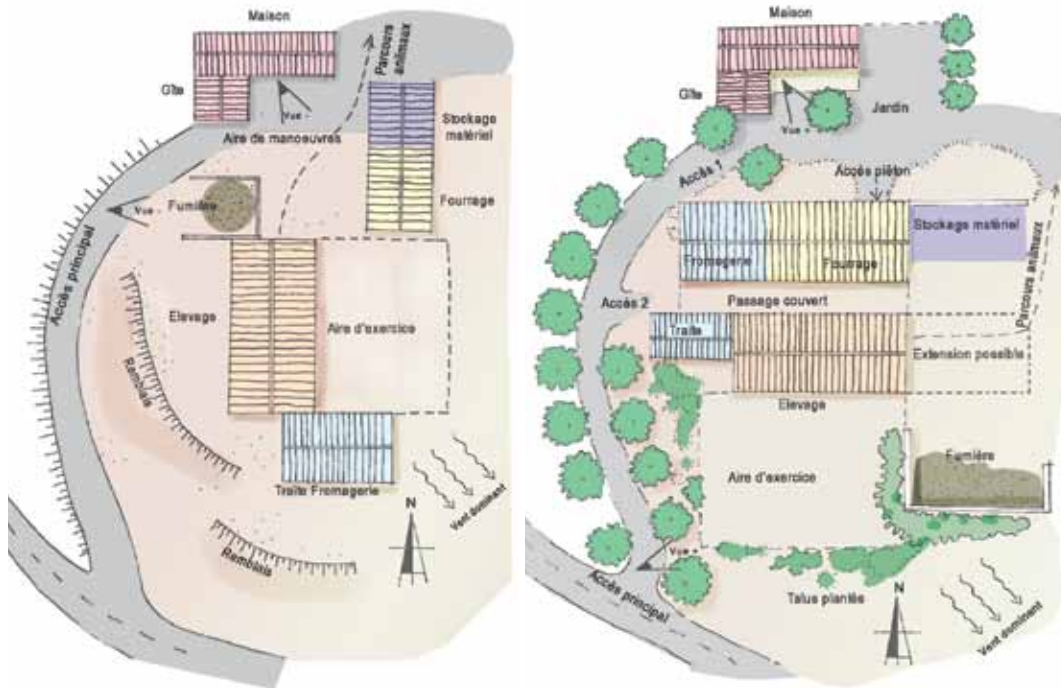 Maison
Gîte
Vue -
Aire de manoeuvres
Parcours
animaux
Stockage
matériel
Fourrage
Fumière
Vue -
Accès principal
Elevage
Aire d'exercice
Remblais
Traite Fromagerie
Remblais
N
Vent dominant
Maison
Gîte
Vue +
Jardin
Accès 1
Accès piéton
Stockage matériel
Fromagerie
Fourrage
Parcours animaux
Accès 2
Passage couvert
Traite
Extension possible
Elevage
Aire d'exercice
Fumière
Vue +
Accès principal
Talus plantés
N
Vent dominant